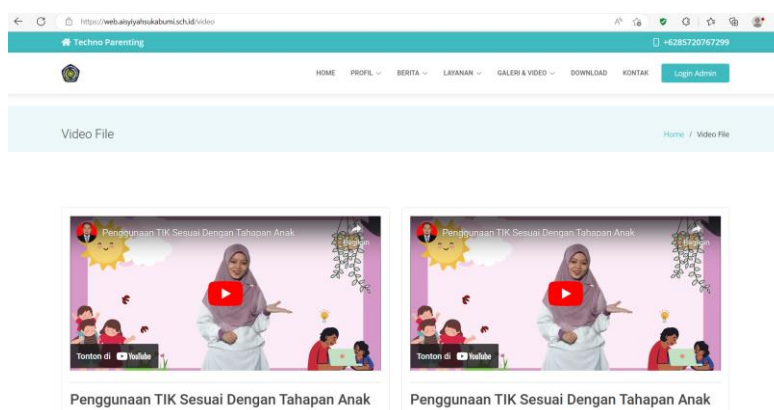 https://web.aisyiyahsukabumi.sch.id/video
Techno Parenting
+6285720767299
HOME PROFIL BERITA LAYANAN GALERI & VIDEO DOWNLOAD KONTAK Login Admin
Video File
Home / Video File
Penggunaan TIK Sesuai Dengan Tahapan Anak
Bagikan
Tonton di YouTube
Penggunaan TIK Sesuai Dengan Tahapan Anak
Penggunaan TIK Sesuai Dengan Tahapan Anak
Bagikan
Tonton di YouTube
Penggunaan TIK Sesuai Dengan Tahapan Anak